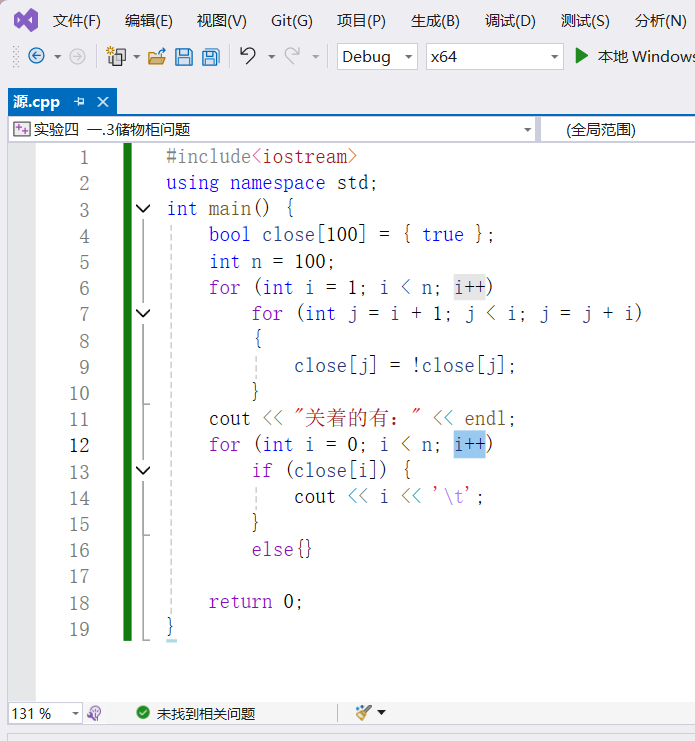 文件(F) 编辑(E) 视图(V) Git(G) 项目(P) 生成(B) 调试(D) 测试(S) 分析(N)
Debug x64 本地 Windows
源.cpp
实验四 一.3储物柜问题 (全局范围)
1 #include<iostream>
2 using namespace std;
3 int main() {
4 bool close[100] = { true };
5 int n = 100;
6 for (int i = 1; i < n; i++)
7 for (int j = i + 1; j < i; j = j + i)
8 {
9 close[j] = !close[j];
10 }
11 cout << "关着的有：" << endl;
12 for (int i = 0; i < n; i++)
13 if (close[i]) {
14 cout << i << '\t';
15 }
16 else{}
17
18 return 0;
19 }
131 % 未找到相关问题